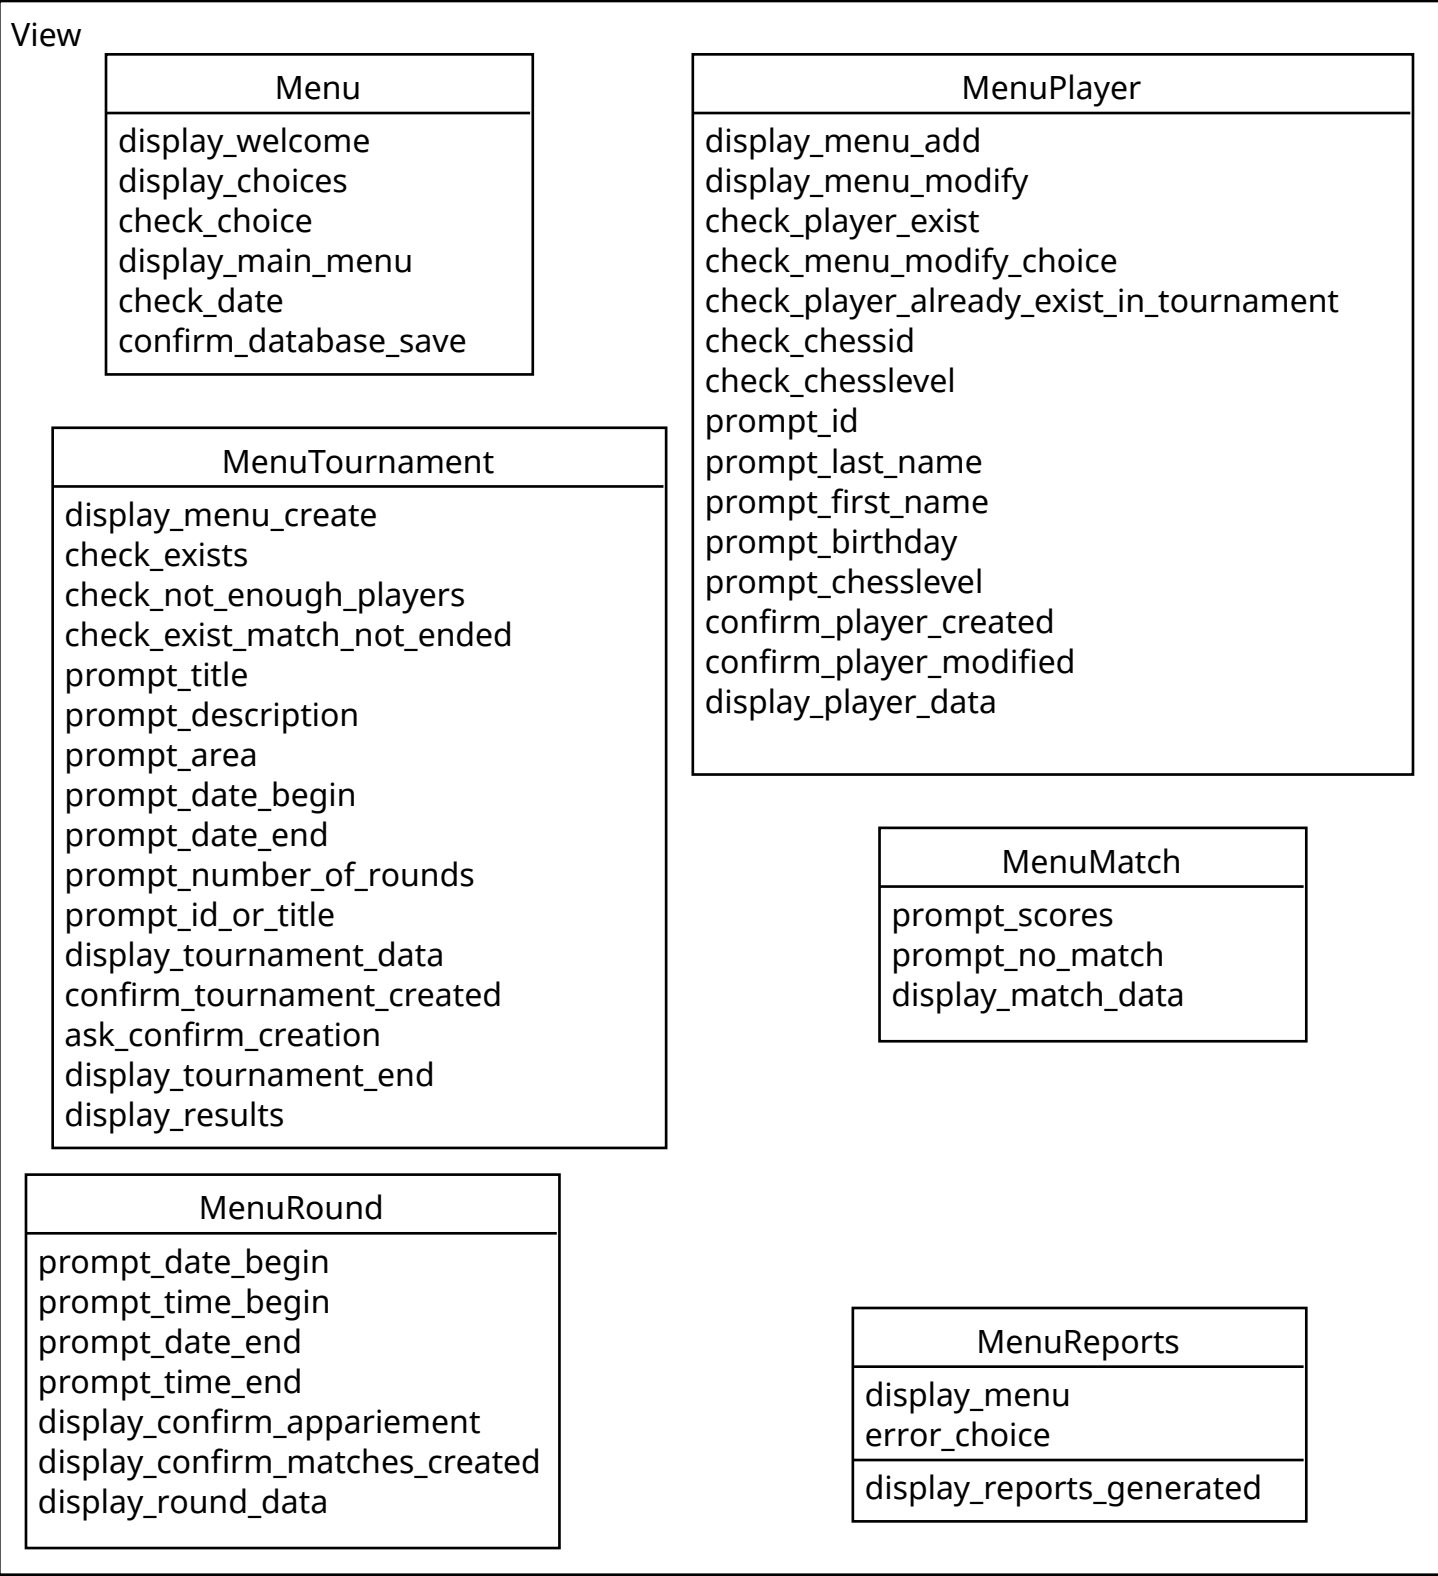 View
Menu
display_welcome
display_choices
check_choice
display_main_menu
check_date
confirm_database_save
MenuPlayer
display_menu_add
display_menu_modify
check_player_exist
check_menu_modify_choice
check_player_already_exist_in_tournament
check_chessid
check_chesslevel
prompt_id
prompt_last_name
prompt_first_name
prompt_birthday
prompt_chesslevel
confirm_player_created
confirm_player_modified
display_player_data
MenuTournament
display_menu_create
check_exists
check_not_enough_players
check_exist_match_not_ended
prompt_title
prompt_description
prompt_area
prompt_date_begin
prompt_date_end
prompt_number_of_rounds
prompt_id_or_title
display_tournament_data
confirm_tournament_created
ask_confirm_creation
display_tournament_end
display_results
MenuMatch
prompt_scores
prompt_no_match
display_match_data
MenuRound
prompt_date_begin
prompt_time_begin
prompt_date_end
prompt_time_end
display_confirm_appariement
display_confirm_matches_created
display_round_data
MenuReports
display_menu
error_choice
display_reports_generated